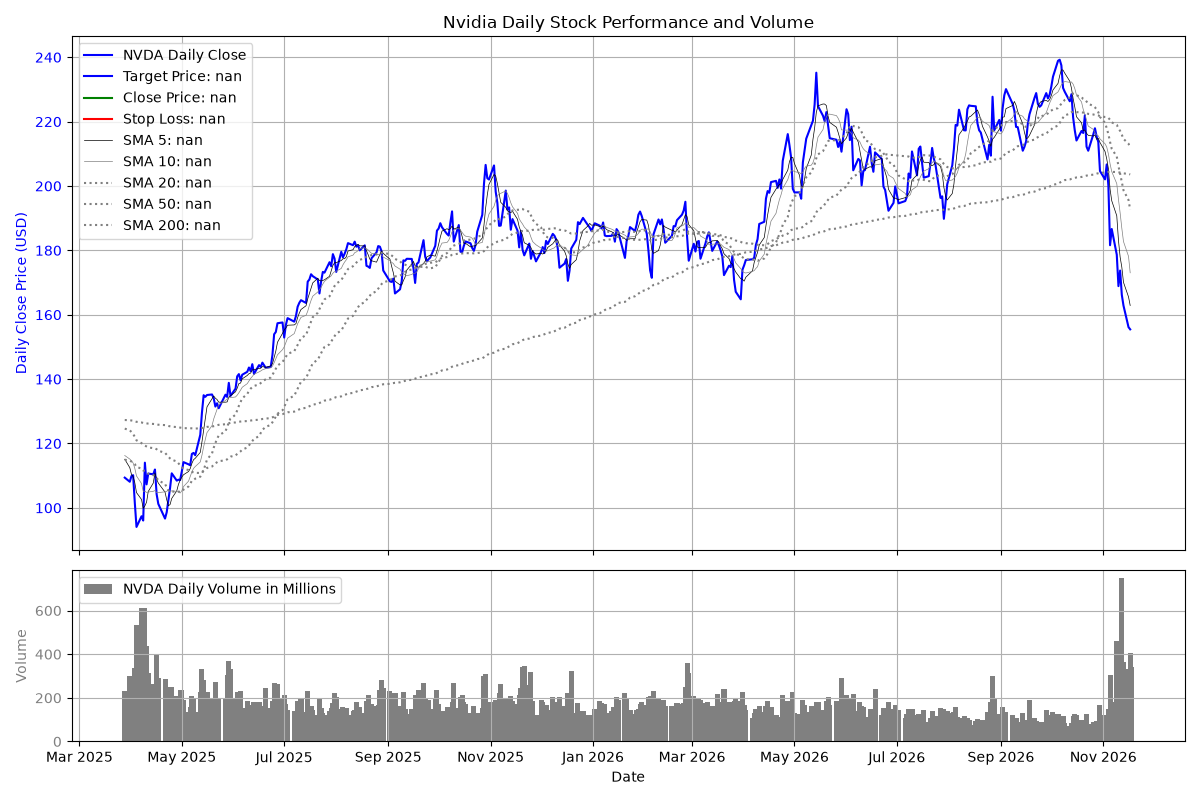 Nvidia Daily Stock Performance and Volume
240
220
200
180
160
140
120
100
Daily Close Price (USD)
NVDA Daily Close
Target Price: nan
Close Price: nan
Stop Loss: nan
SMA 5: nan
SMA 10: nan
SMA 20: nan
SMA 50: nan
SMA 200: nan
NVDA Daily Volume in Millions
600
400
200
0
Volume
Mar 2025 May 2025 Jul 2025 Sep 2025 Nov 2025 Jan 2026 Mar 2026 May 2026 Jul 2026 Sep 2026 Nov 2026
Date